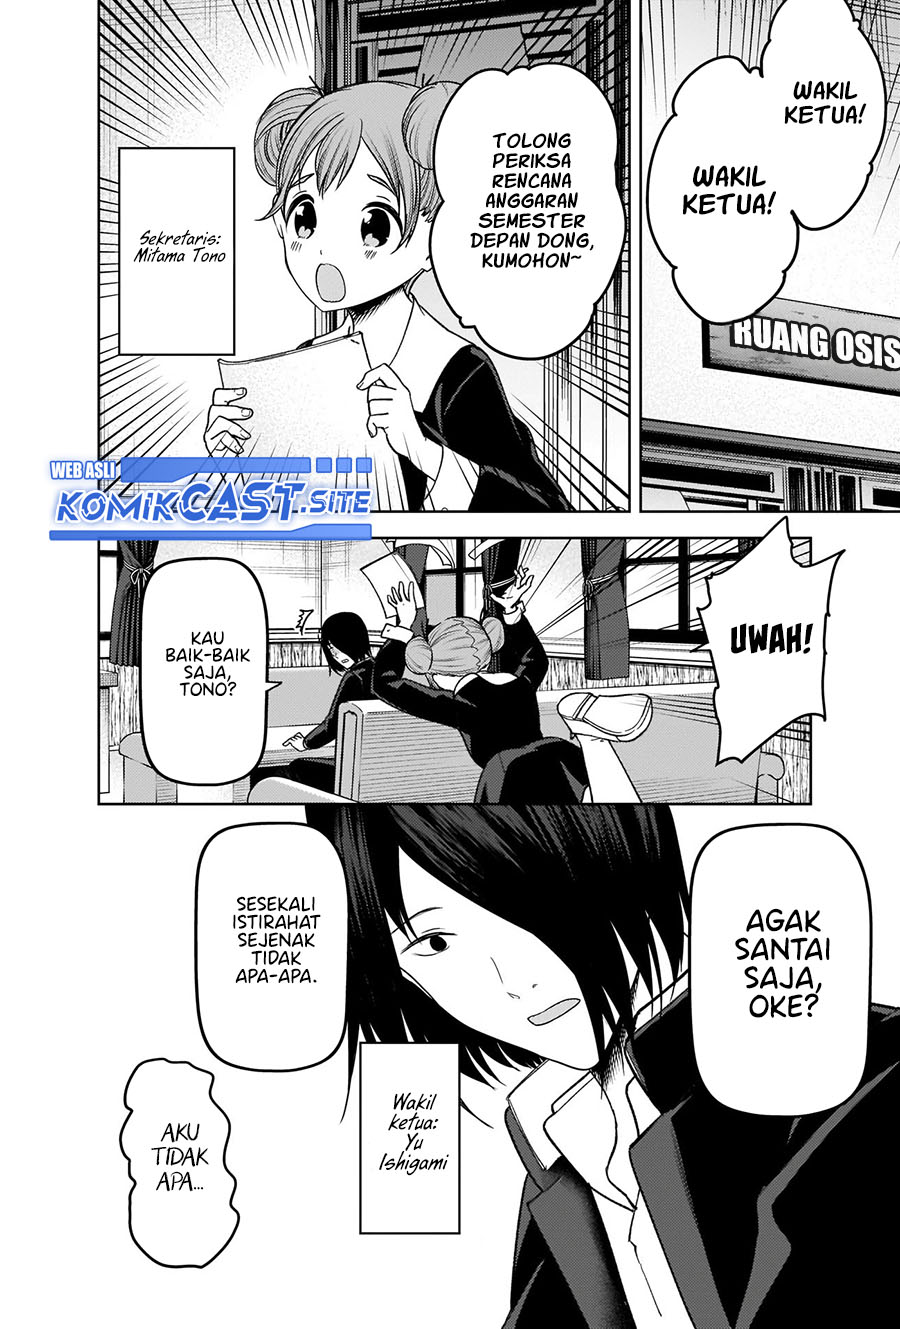 WAKIL
KETUA!
WAKIL
KETUA!
RUANG OSIS
TOLONG
PERIKSA
RENCANA
ANGGARAN
SEMESTER
DEPAN DONG,
KUMOHON~
Sekretaris:
Mitama Tono
WEB ASLI
KOMIKCAST.SITE
UWAH!
KAU
BAIK-BAIK
SAJA,
TONO?
AGAK
SANTAI
SAJA,
OKE?
SESEKALI
ISTIRAHAT
SEJENAK
TIDAK
APA-APA.
Wakil
ketua:
Yu
Ishigami
AKU
TIDAK
APA...